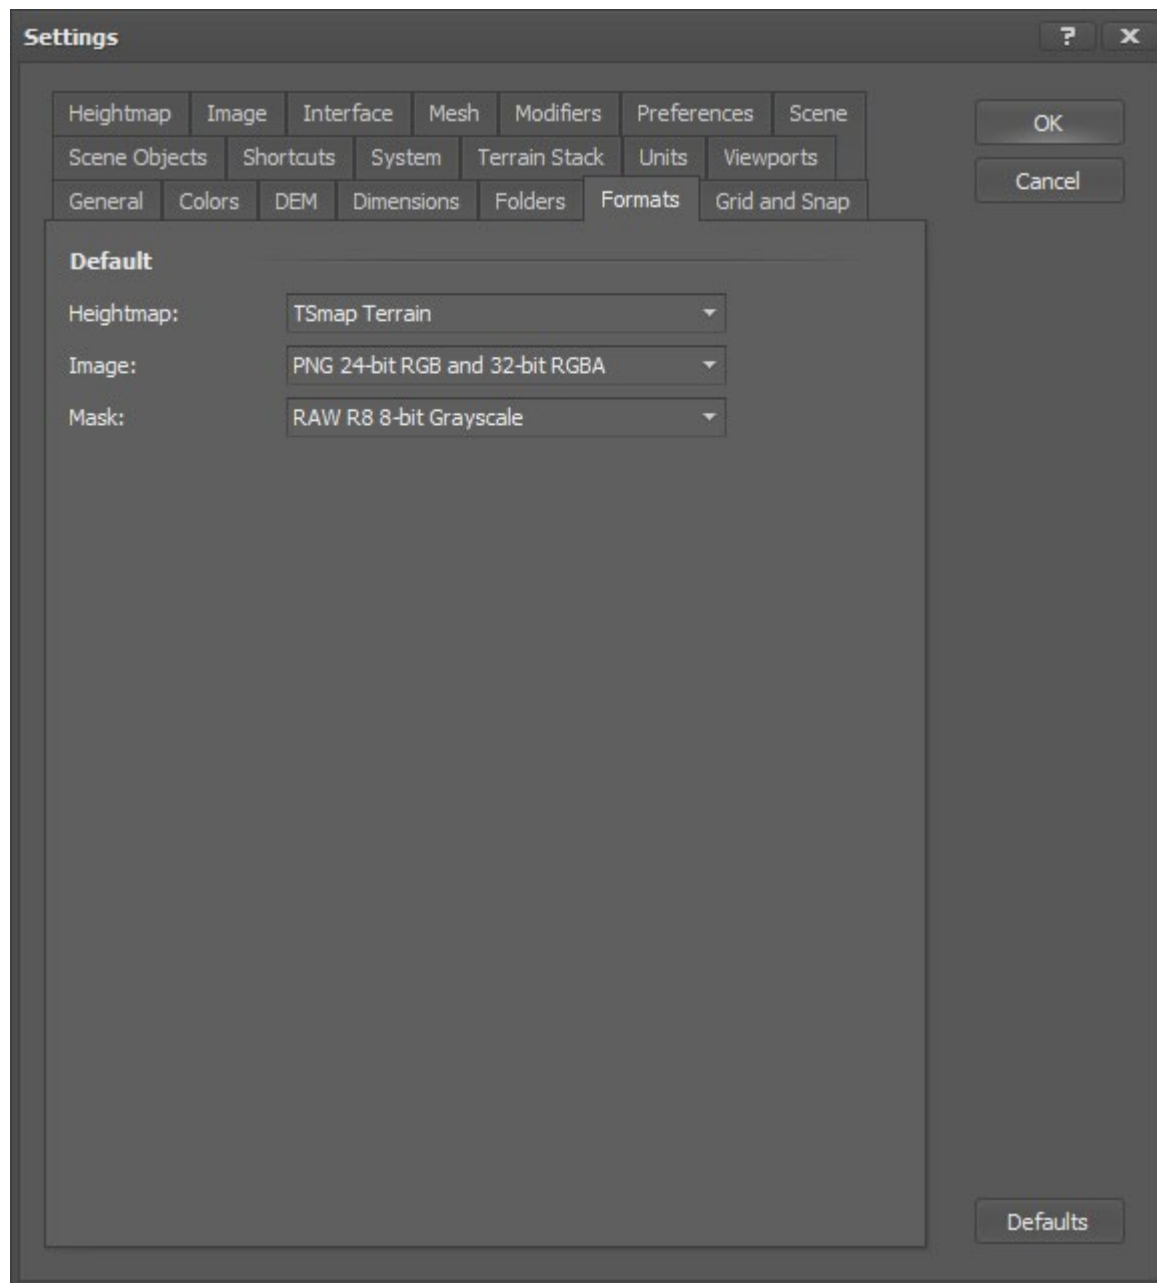 Settings
Heightmap Image Interface Mesh Modifiers Preferences Scene
Scene Objects Shortcuts System Terrain Stack Units Viewports
General Colors DEM Dimensions Folders Formats Grid and Snap
OK
Cancel
Default
Heightmap: TSmap Terrain
Image: PNG 24-bit RGB and 32-bit RGBA
Mask: RAW R8 8-bit Grayscale
Defaults